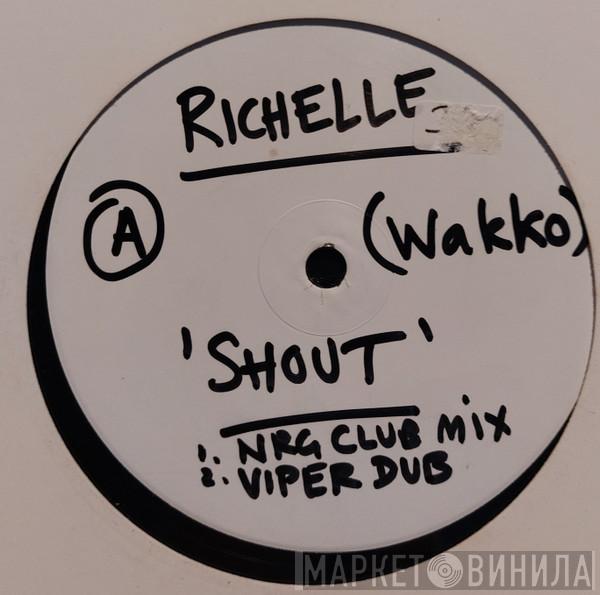 RICHELLE
A
(Wakko)
'SHOUT'
1. NRG CLUB MIX
2. VIPER DUB
МАРКЕТ ВИНИЛА